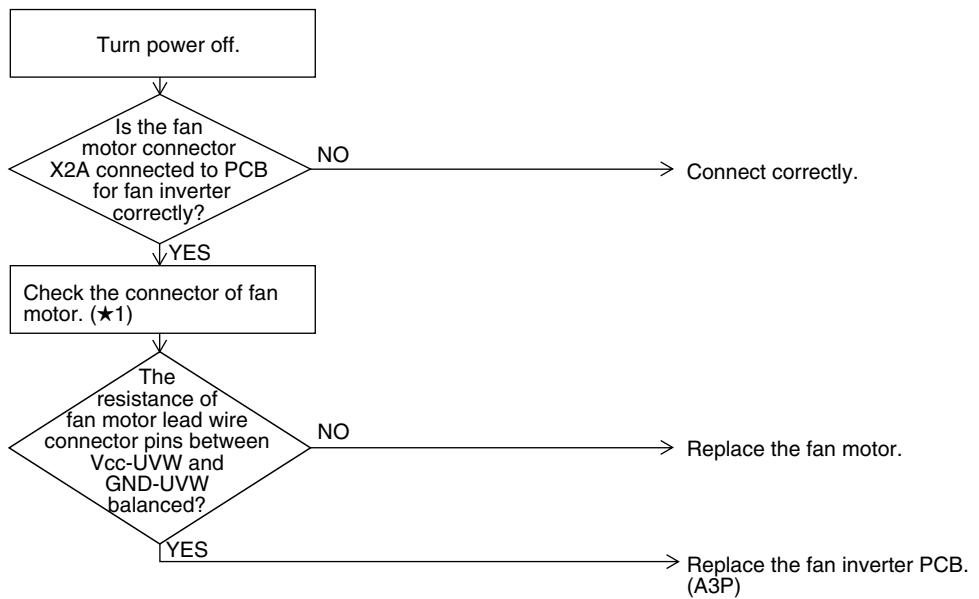 Turn power off.
Is the fan
motor connector
X2A connected to PCB
for fan inverter
correctly?
NO
Connect correctly.
YES
Check the connector of fan
motor. (★1)
The
resistance of
fan motor lead wire
connector pins between
Vcc-UVW and
GND-UVW
balanced?
NO
Replace the fan motor.
YES
Replace the fan inverter PCB.
(A3P)